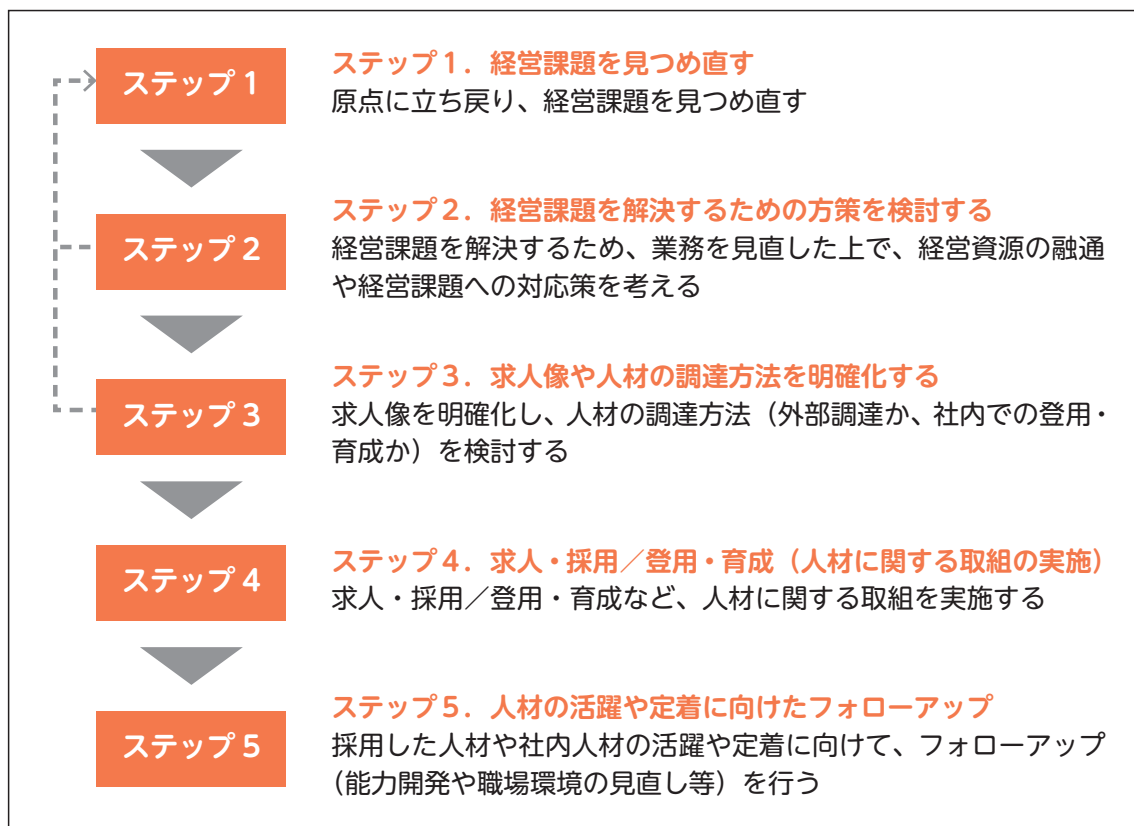 ステップ1
ステップ1．経営課題を見つめ直す
原点に立ち戻り、経営課題を見つめ直す
ステップ2
ステップ2．経営課題を解決するための方策を検討する
経営課題を解決するため、業務を見直した上で、経営資源の融通
や経営課題への対応策を考える
ステップ3
ステップ3．求人像や人材の調達方法を明確化する
求人像を明確化し、人材の調達方法（外部調達か、社内での登用・
育成か）を検討する
ステップ4
ステップ4．求人・採用／登用・育成（人材に関する取組の実施）
求人・採用／登用・育成など、人材に関する取組を実施する
ステップ5
ステップ5．人材の活躍や定着に向けたフォローアップ
採用した人材や社内人材の活躍や定着に向けて、フォローアップ
（能力開発や職場環境の見直し等）を行う